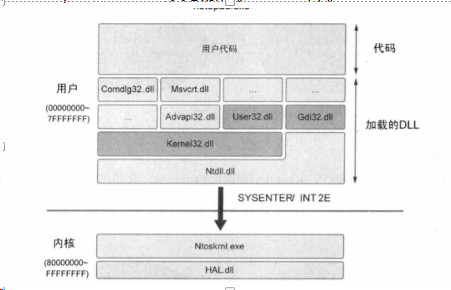 用户代码
代码
Comdlg32.dll Msvcrt.dll ... ...
用户
(00000000~
7FFFFFFF)
... Advapi32.dll User32.dll Gdi32.dll
加载的DLL
Kernel32.dll
Ntdll.dll
SYSENTER/ INT 2E
内核
(80000000~
FFFFFFFF)
Ntoskrnl.exe
HAL.dll